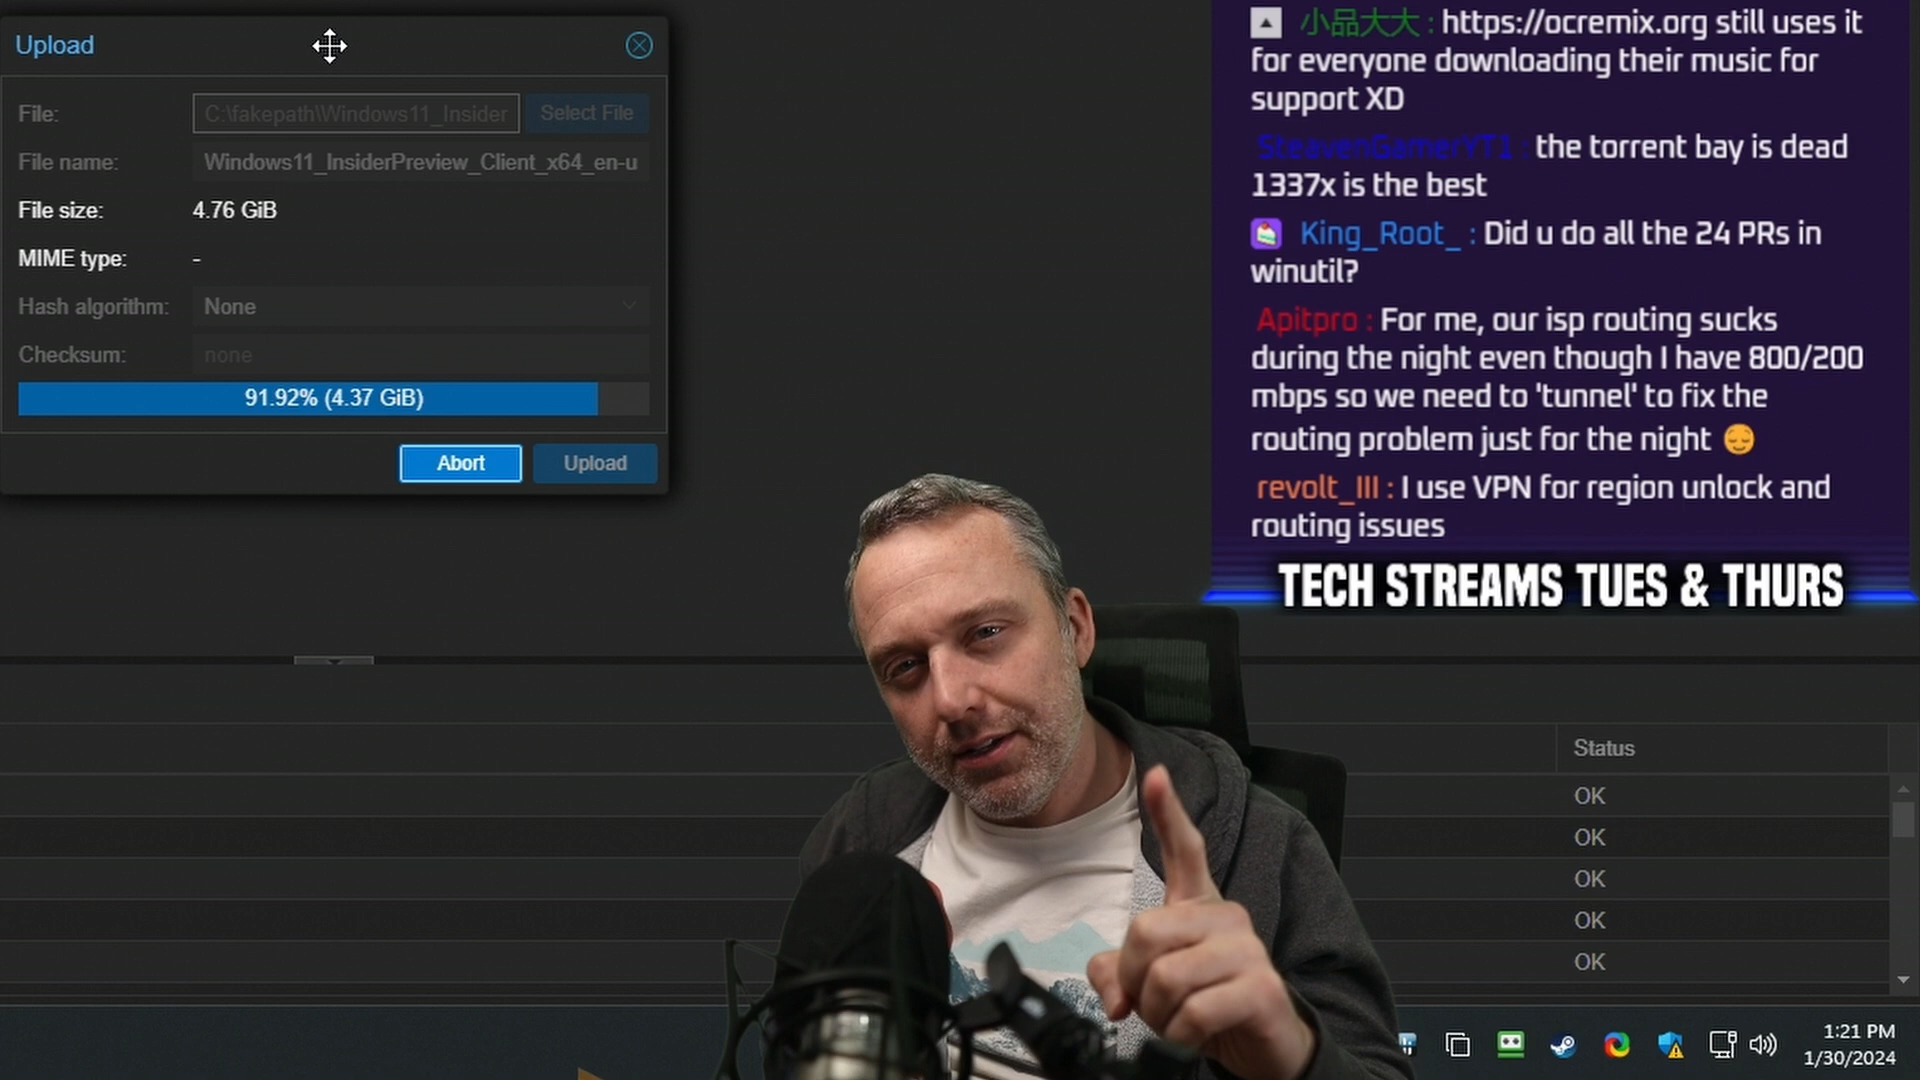 Upload
File:
C:\fakepath\Windows11_Insider
Select File
File name:
Windows11_InsiderPreview_Client_x64_en-u
File size:
4.76 GiB
MIME type:
-
Hash algorithm:
None
Checksum:
none
91.92% (4.37 GiB)
Abort
Upload
小品大大 : https://ocremix.org still uses it
for everyone downloading their music for
support XD
SteavenGamerYT1 : the torrent bay is dead
1337x is the best
King_Root_ : Did u do all the 24 PRs in
winutil?
Apitpro : For me, our isp routing sucks
during the night even though I have 800/200
mbps so we need to 'tunnel' to fix the
routing problem just for the night 😌
revolt_III : I use VPN for region unlock and
routing issues
TECH STREAMS TUES & THURS
Status
OK
OK
OK
OK
OK
1:21 PM
1/30/2024